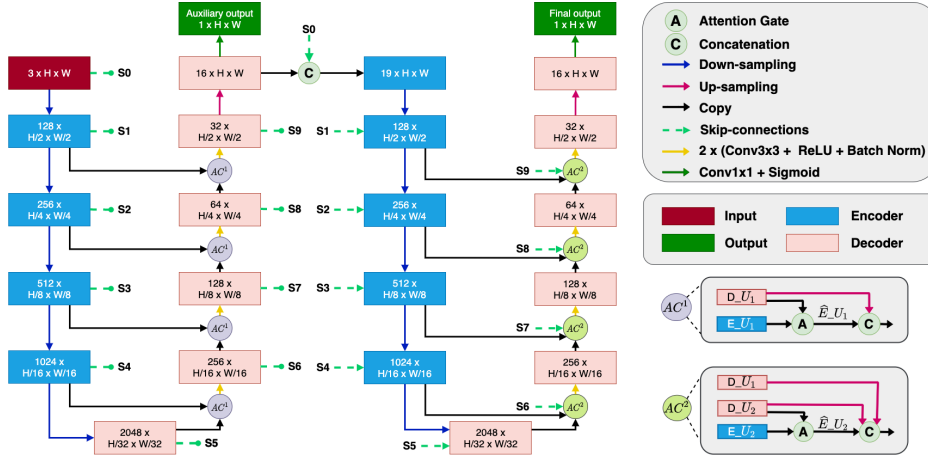 Auxiliary output
1 x H x W
Final output
1 x H x W
S0
3 x H x W
S0
16 x H x W
C
19 x H x W
16 x H x W
128 x
H/2 x W/2
S1
32 x
H/2 x W/2
S9
S1
128 x
H/2 x W/2
32 x
H/2 x W/2
AC¹
S9
AC²
256 x
H/4 x W/4
S2
64 x
H/4 x W/4
S8
S2
256 x
H/4 x W/4
64 x
H/4 x W/4
AC¹
S8
AC²
512 x
H/8 x W/8
S3
128 x
H/8 x W/8
S7
S3
512 x
H/8 x W/8
128 x
H/8 x W/8
AC¹
S7
AC²
1024 x
H/16 x W/16
S4
256 x
H/16 x W/16
S6
S4
1024 x
H/16 x W/16
256 x
H/16 x W/16
AC¹
S6
AC²
2048 x
H/32 x W/32
S5
S5
2048 x
H/32 x W/32
A Attention Gate
C Concatenation
Down-sampling
Up-sampling
Copy
Skip-connections
2 x (Conv3x3 + ReLU + Batch Norm)
Conv1x1 + Sigmoid
Input
Encoder
Output
Decoder
AC¹
D_U₁
E_U₁
A
Ê_U₁
C
AC²
D_U₁
D_U₂
E_U₂
A
Ê_U₂
C